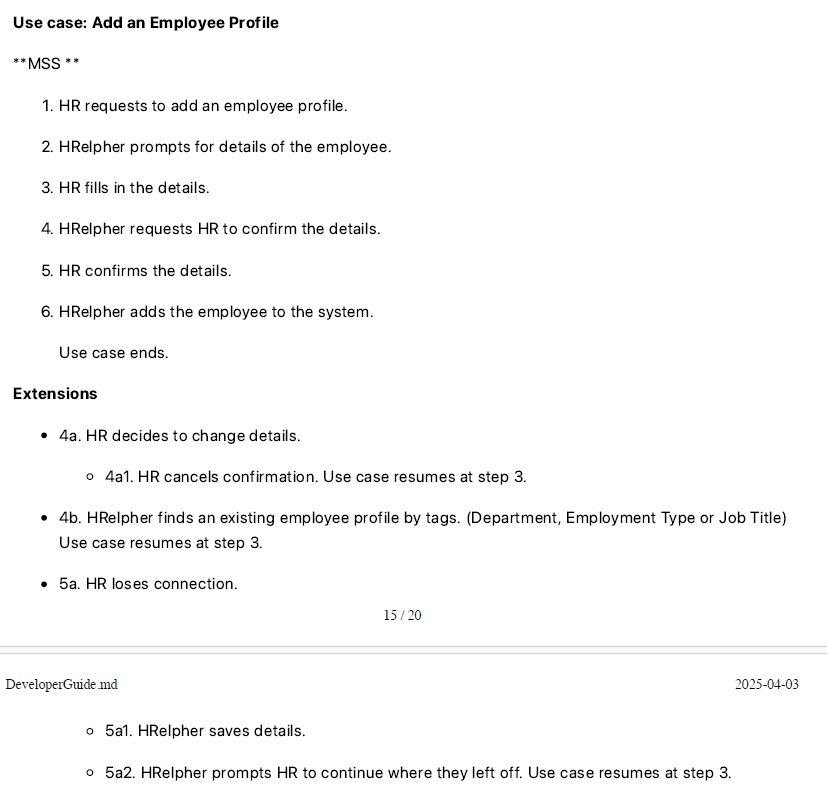 Use case: Add an Employee Profile
**MSS **
1. HR requests to add an employee profile.
2. HRelpher prompts for details of the employee.
3. HR fills in the details.
4. HRelpher requests HR to confirm the details.
5. HR confirms the details.
6. HRelpher adds the employee to the system.
Use case ends.
Extensions
• 4a. HR decides to change details.
◦ 4a1. HR cancels confirmation. Use case resumes at step 3.
• 4b. HRelpher finds an existing employee profile by tags. (Department, Employment Type or Job Title)
Use case resumes at step 3.
• 5a. HR loses connection.
15 / 20
DeveloperGuide.md 2025-04-03
◦ 5a1. HRelpher saves details.
◦ 5a2. HRelpher prompts HR to continue where they left off. Use case resumes at step 3.